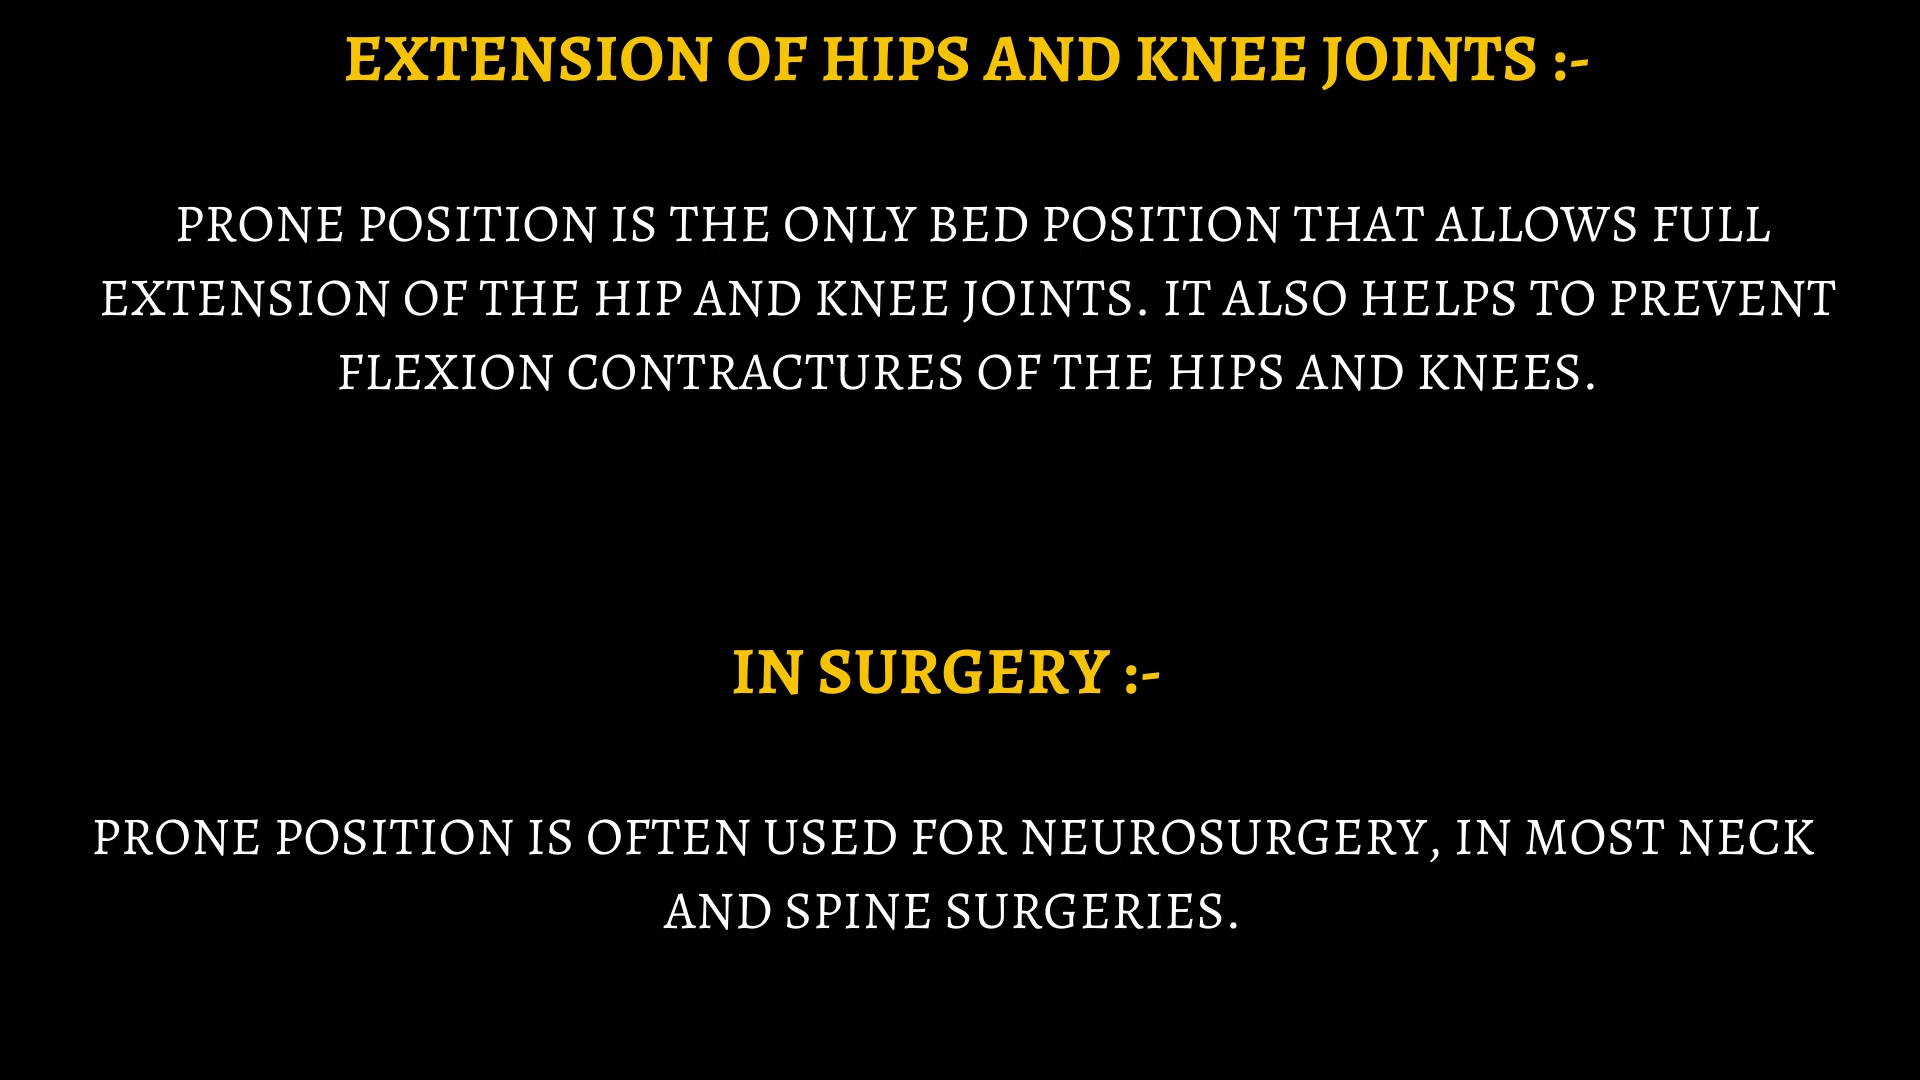 EXTENSION OF HIPS AND KNEE JOINTS :-
PRONE POSITION IS THE ONLY BED POSITION THAT ALLOWS FULL
EXTENSION OF THE HIP AND KNEE JOINTS. IT ALSO HELPS TO PREVENT
FLEXION CONTRACTURES OF THE HIPS AND KNEES.
IN SURGERY :-
PRONE POSITION IS OFTEN USED FOR NEUROSURGERY, IN MOST NECK
AND SPINE SURGERIES.